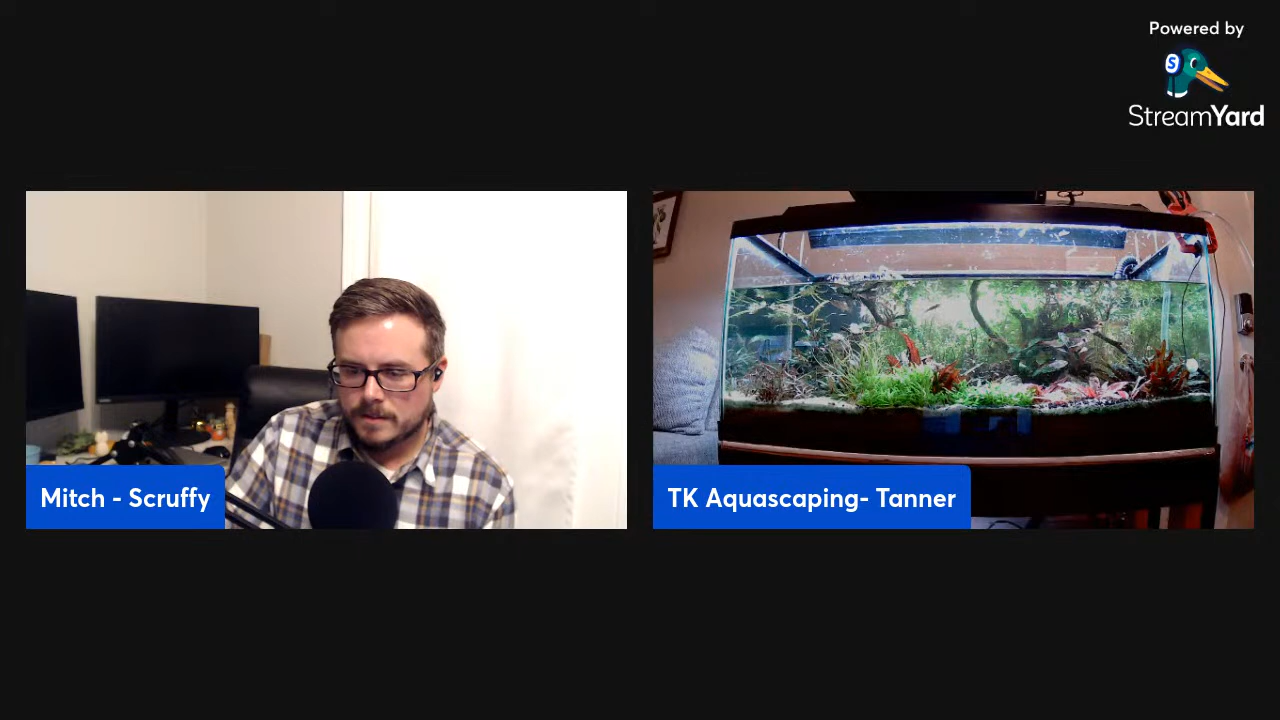 Powered by
S
StreamYard
Mitch - Scruffy
TK Aquascaping- Tanner